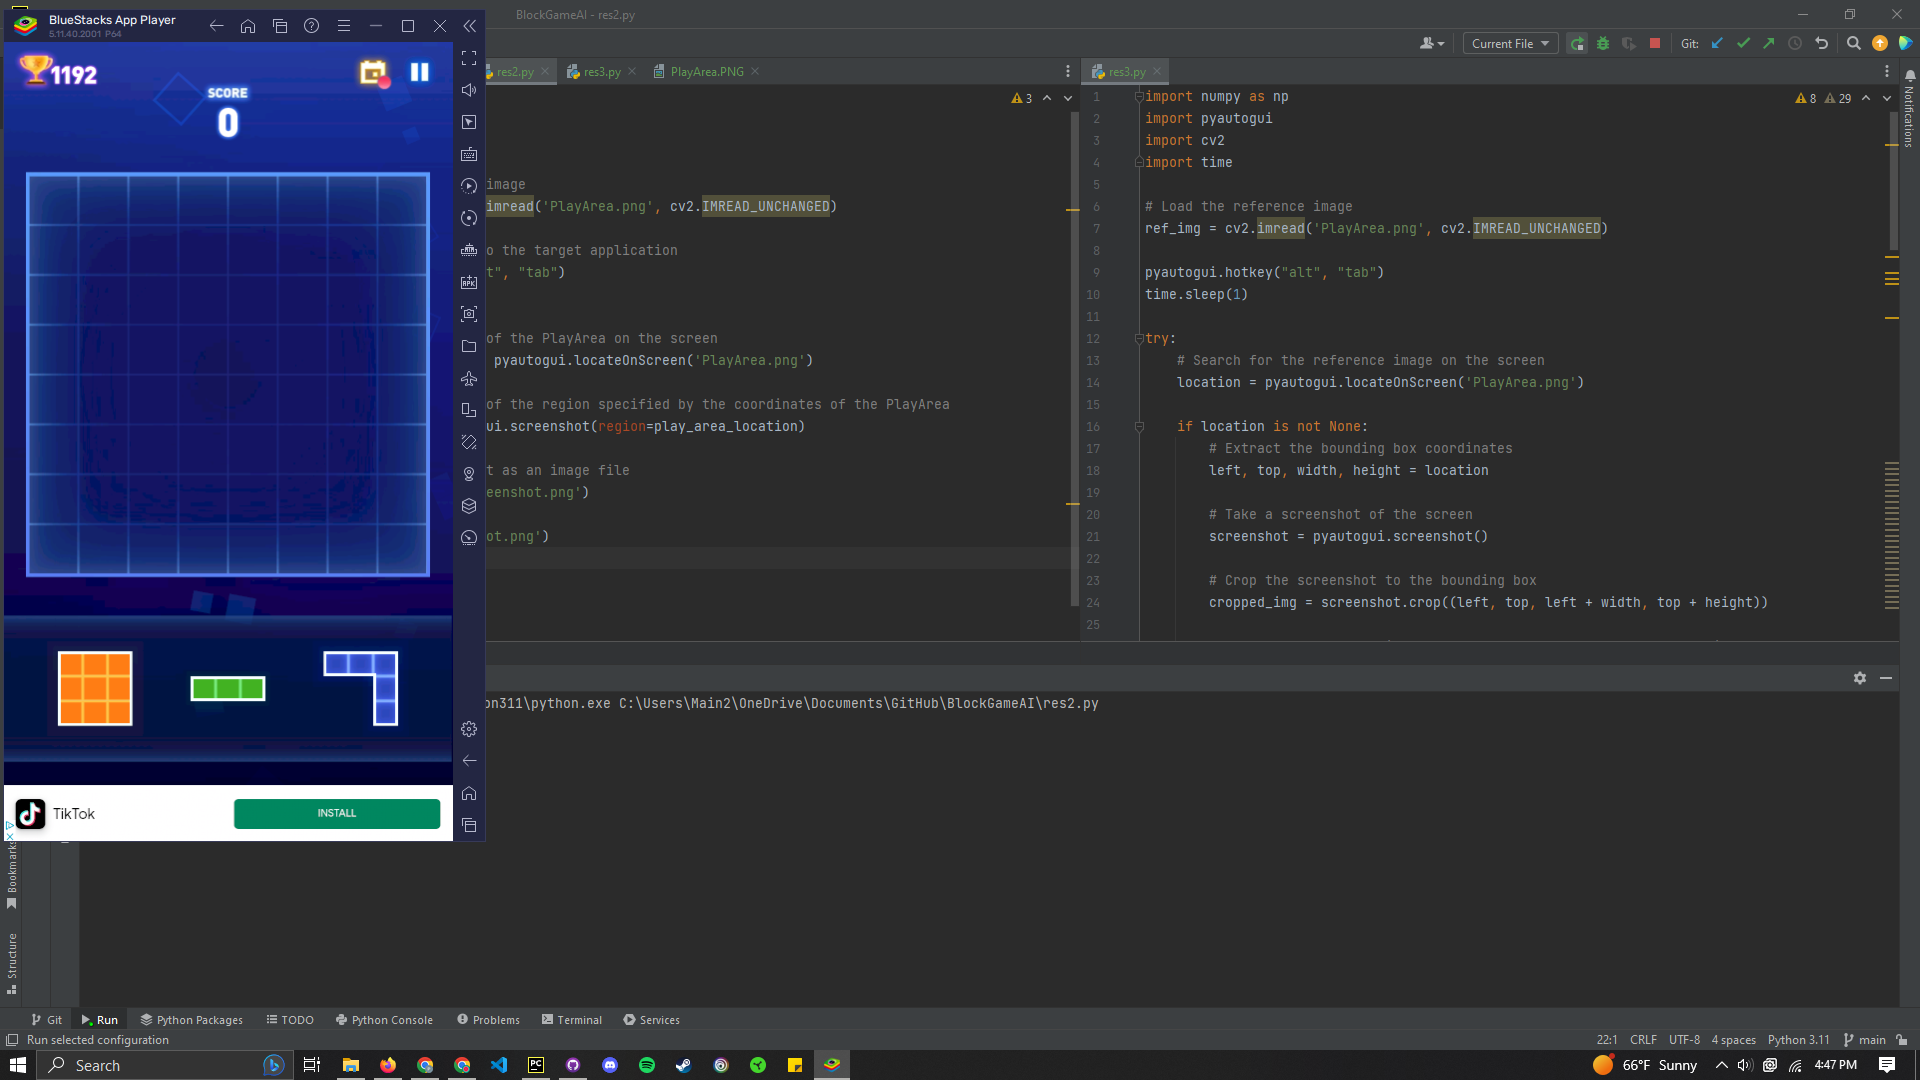 BlueStacks App Player
5.11.40.2001 P64
BlockGameAI - res2.py
Current File
Git:
1192
SCORE
0
res2.py
res3.py
PlayArea.PNG
3
image
imread('PlayArea.png', cv2.IMREAD_UNCHANGED)
o the target application
t", "tab")
of the PlayArea on the screen
pyautogui.locateOnScreen('PlayArea.png')
of the region specified by the coordinates of the PlayArea
ui.screenshot(region=play_area_location)
t as an image file
eenshot.png')
ot.png')
res3.py
8 29
1 import numpy as np
2 import pyautogui
3 import cv2
4 import time
5
6 # Load the reference image
7 ref_img = cv2.imread('PlayArea.png', cv2.IMREAD_UNCHANGED)
8
9 pyautogui.hotkey("alt", "tab")
10 time.sleep(1)
11
12 try:
13 # Search for the reference image on the screen
14 location = pyautogui.locateOnScreen('PlayArea.png')
15
16 if location is not None:
17 # Extract the bounding box coordinates
18 left, top, width, height = location
19
20 # Take a screenshot of the screen
21 screenshot = pyautogui.screenshot()
22
23 # Crop the screenshot to the bounding box
24 cropped_img = screenshot.crop((left, top, left + width, top + height))
25
Notifications
on311\python.exe C:\Users\Main2\OneDrive\Documents\GitHub\BlockGameAI\res2.py
TikTok
INSTALL
Bookmarks
Structure
Git
Run
Python Packages
TODO
Python Console
Problems
Terminal
Services
Run selected configuration
22:1 CRLF UTF-8 4 spaces Python 3.11 main
Search
66°F Sunny
4:47 PM